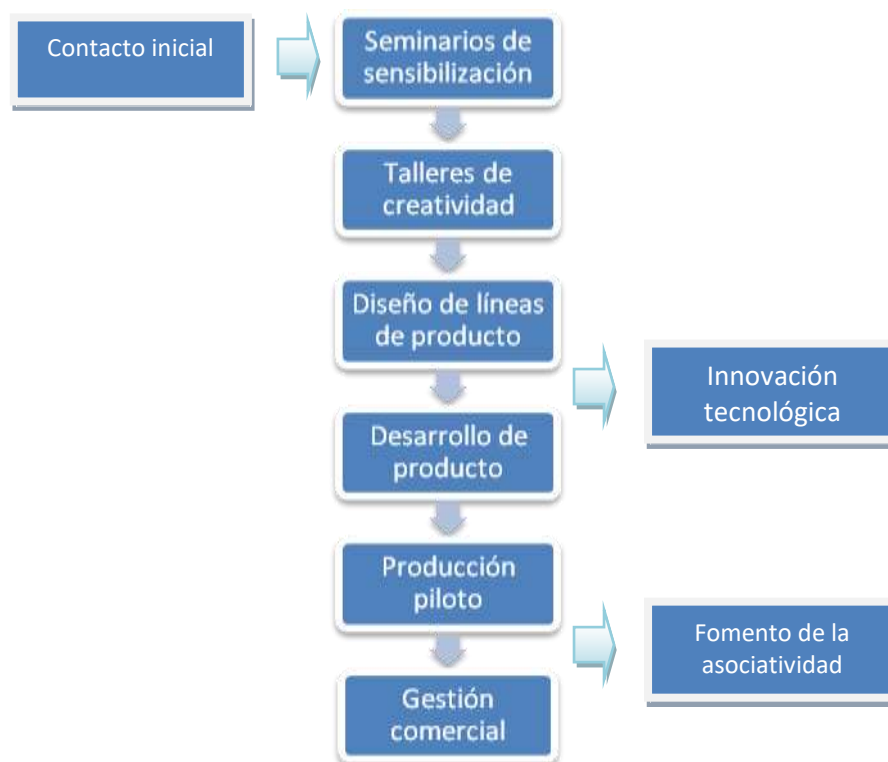 Contacto inicial
Seminarios de
sensibilización
Talleres de
creatividad
Diseño de líneas
de producto
Innovación
tecnológica
Desarrollo de
producto
Producción
piloto
Fomento de la
asociatividad
Gestión
comercial